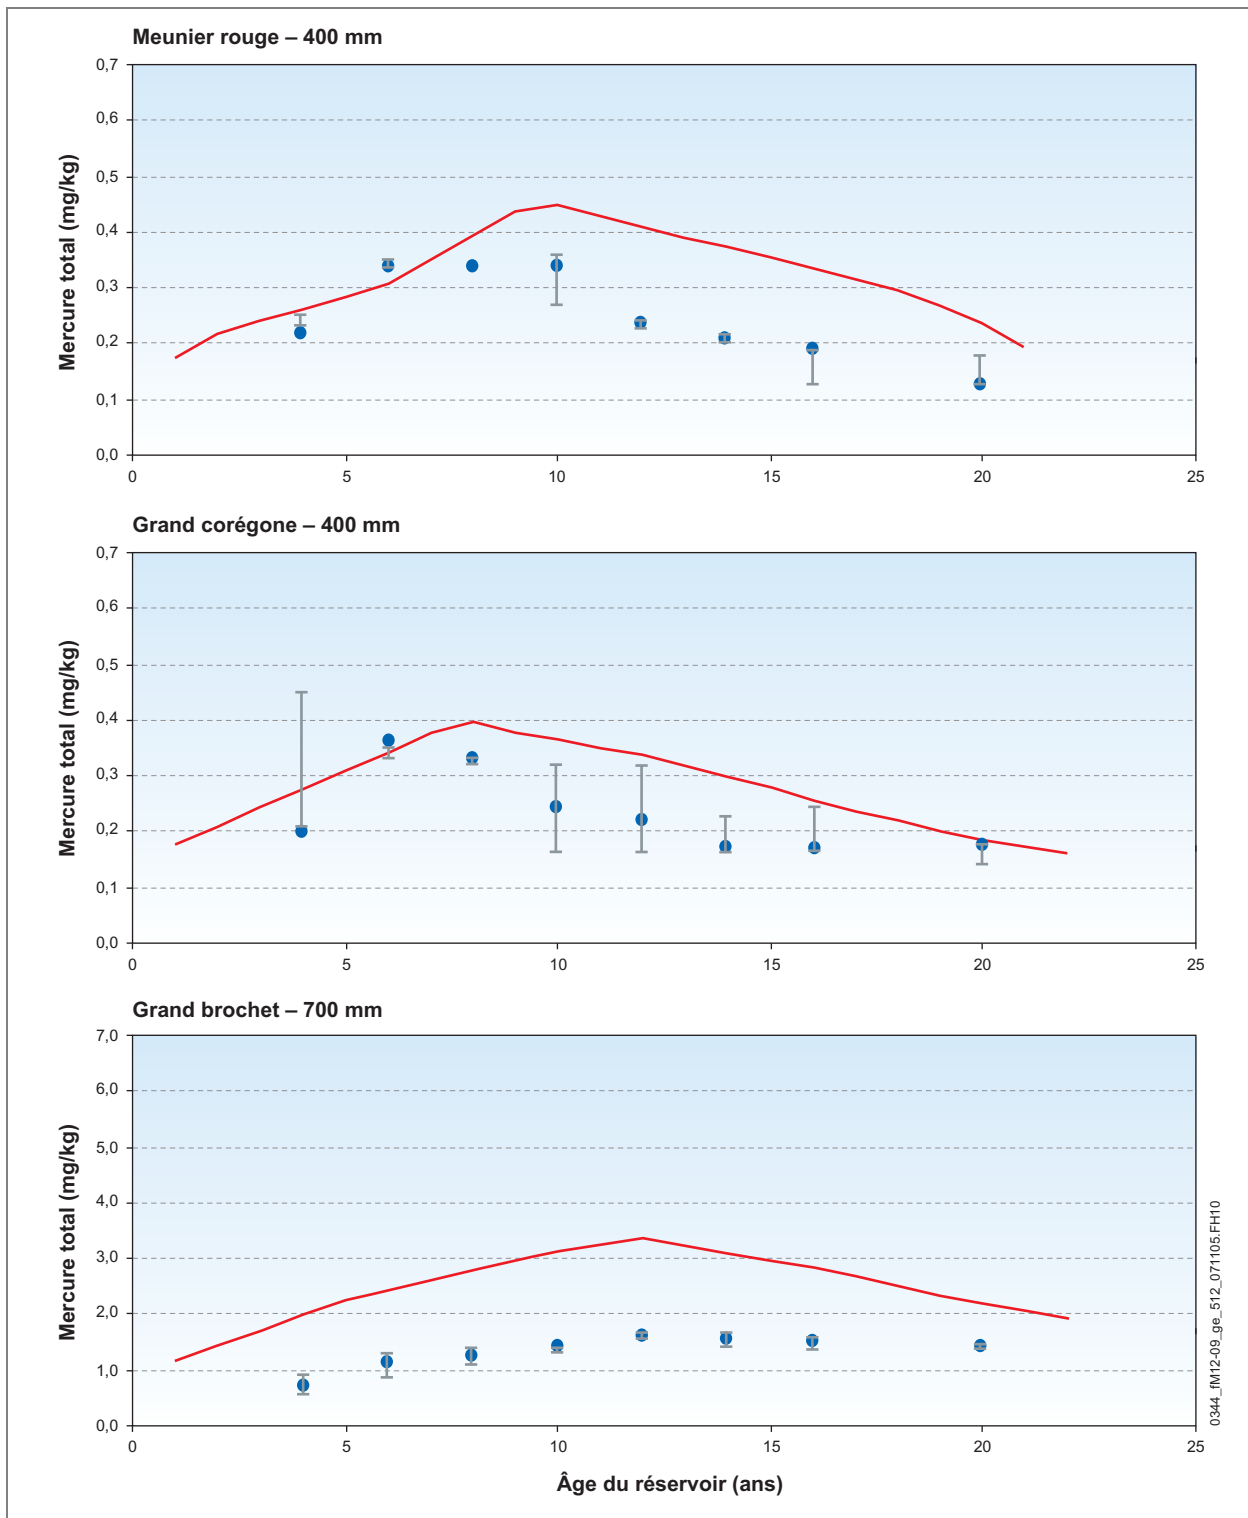 Meunier rouge – 400 mm
0,7
0,6
0,5
0,4
0,3
0,2
0,1
0,0
Mercure total (mg/kg)
0 5 10 15 20 25
Grand corégone – 400 mm
0,7
0,6
0,5
0,4
0,3
0,2
0,1
0,0
Mercure total (mg/kg)
0 5 10 15 20 25
Grand brochet – 700 mm
7,0
6,0
5,0
4,0
3,0
2,0
1,0
0,0
Mercure total (mg/kg)
0 5 10 15 20 25
Âge du réservoir (ans)
0344_fM12-09_ge_512_071105.FH10